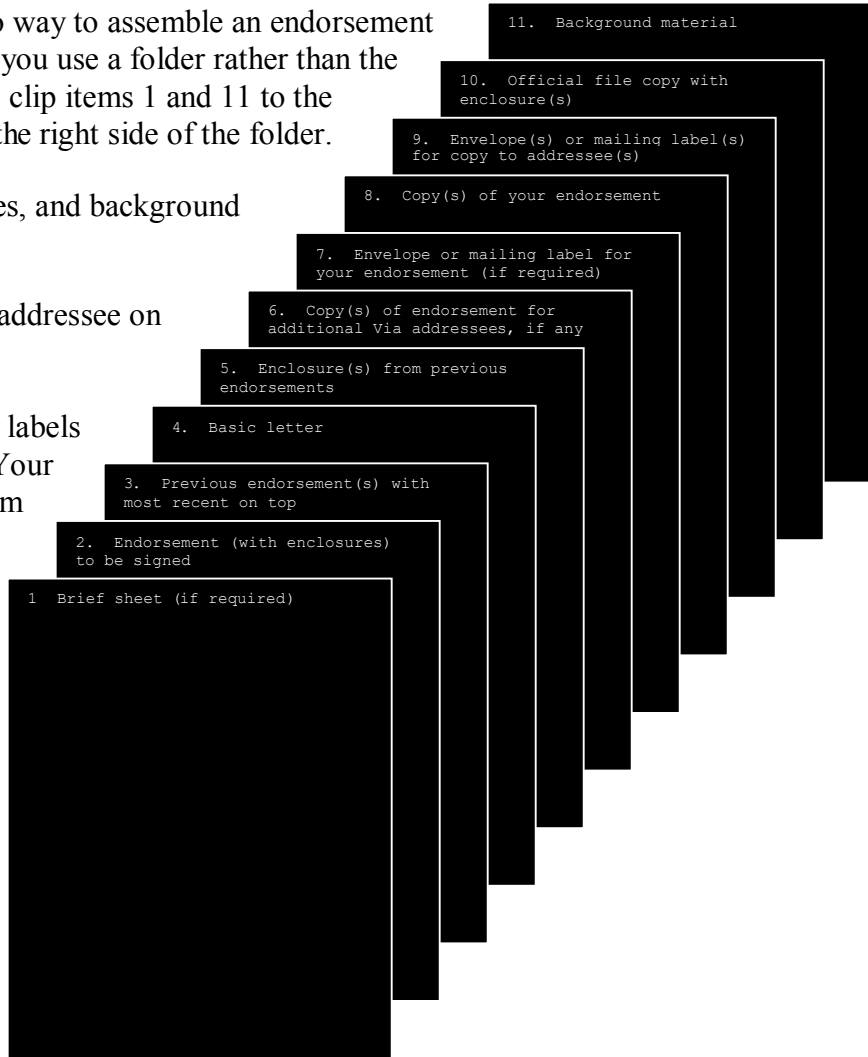 o way to assemble an endorsement
you use a folder rather than the
clip items 1 and 11 to the
the right side of the folder.
es, and background
addressee on
labels
Your
m
11. Background material
10. Official file copy with
enclosure(s)
9. Envelope(s) or mailing label(s)
for copy to addressee(s)
8. Copy(s) of your endorsement
7. Envelope or mailing label for
your endorsement (if required)
6. Copy(s) of endorsement for
additional Via addressees, if any
5. Enclosure(s) from previous
endorsements
4. Basic letter
3. Previous endorsement(s) with
most recent on top
2. Endorsement (with enclosures)
to be signed
1 Brief sheet (if required)